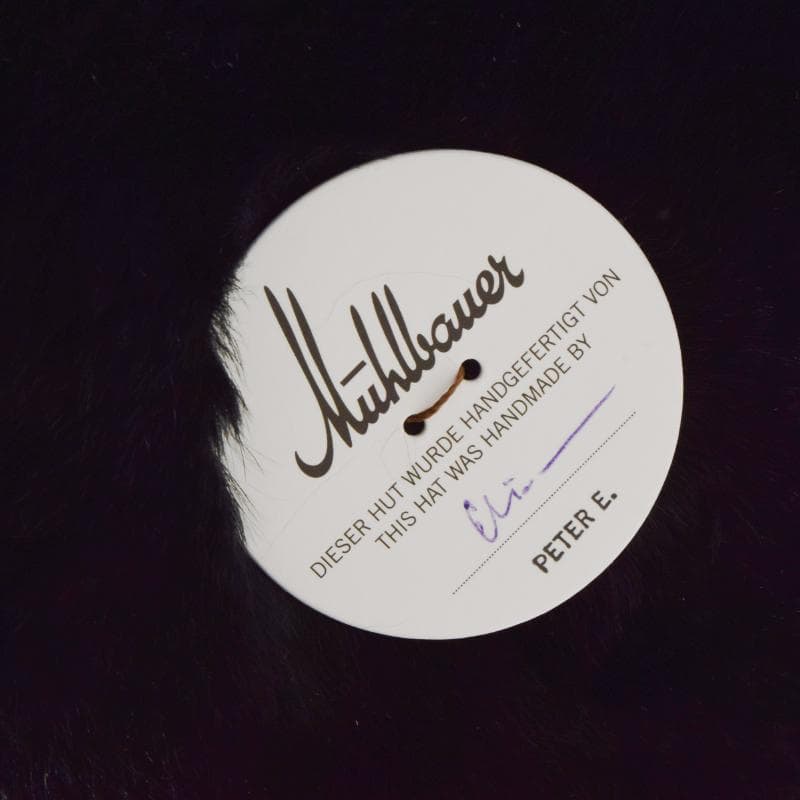 Mühlbauer
DIESER HUT WURDE HANDGEFERTIGT VON
THIS HAT WAS HANDMADE BY
PETER E.